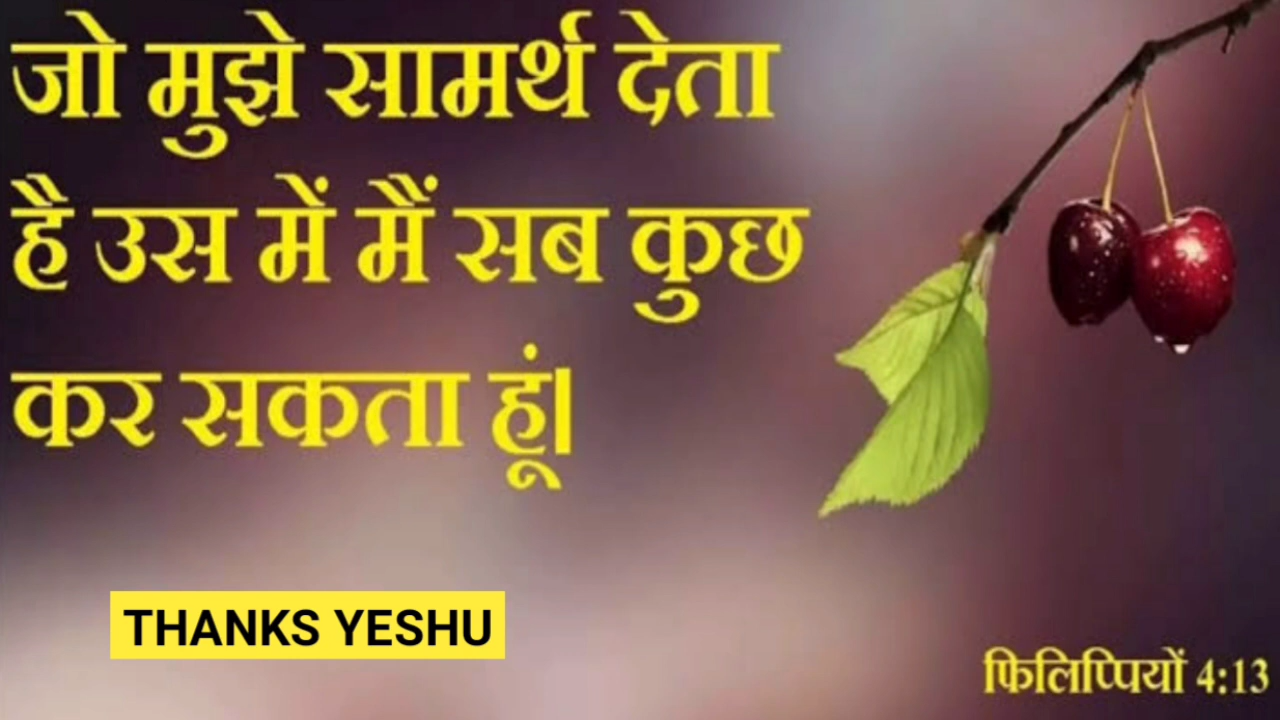 जो मुझे सामर्थ देता
है उस में मैं सब कुछ
कर सकता हूं।
THANKS YESHU
फिलिप्पियों 4:13